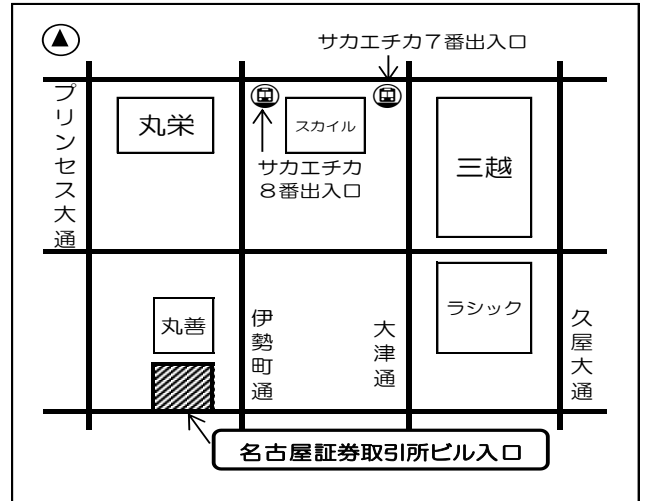 サカエチカ7番出入口
プリンセス大通
丸栄
スカイル
サカエチカ
8番出入口
三越
丸善
伊勢町通
大津通
ラシック
久屋大通
名古屋証券取引所ビル入口